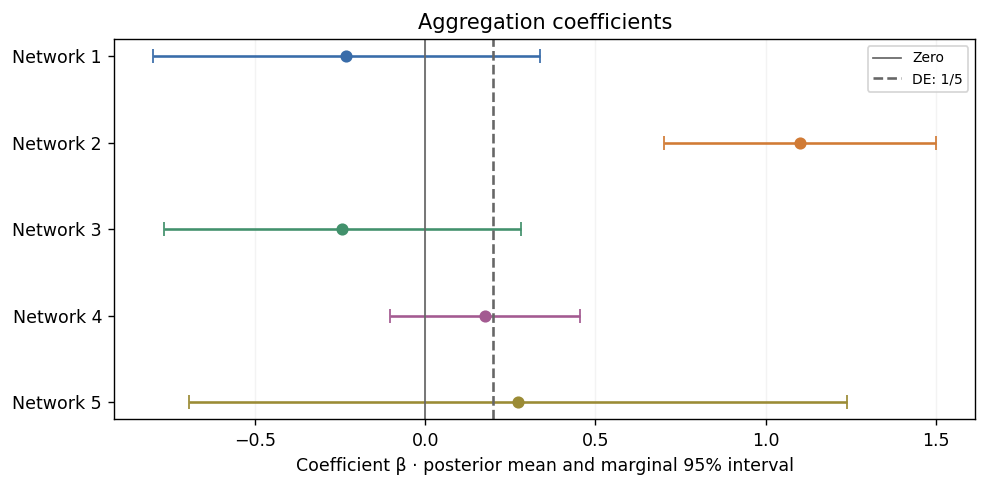 Aggregation coefficients
Network 1
Network 2
Network 3
Network 4
Network 5
Zero
DE: 1/5
−0.5 0.0 0.5 1.0 1.5
Coefficient β · posterior mean and marginal 95% interval